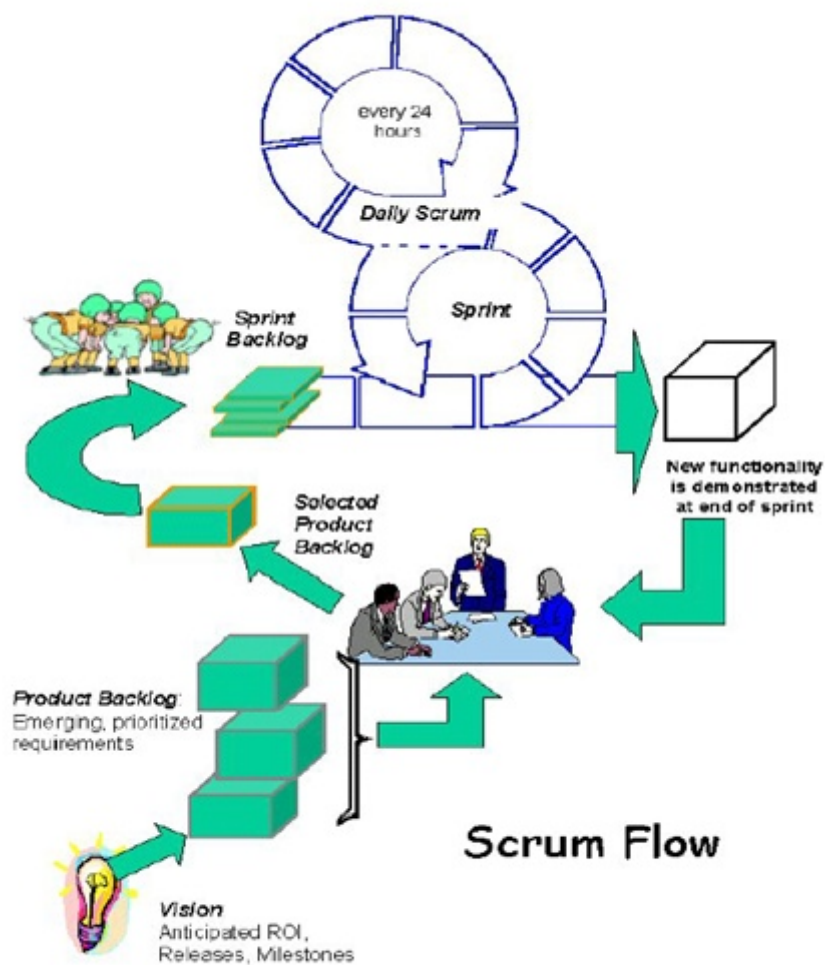 every 24
hours
Daily Scrum
Sprint
Sprint
Backlog
New functionality
is demonstrated
at end of sprint
Selected
Product
Backlog
Product Backlog:
Emerging, prioritized
requirements
Scrum Flow
Vision
Anticipated ROI,
Releases, Milestones